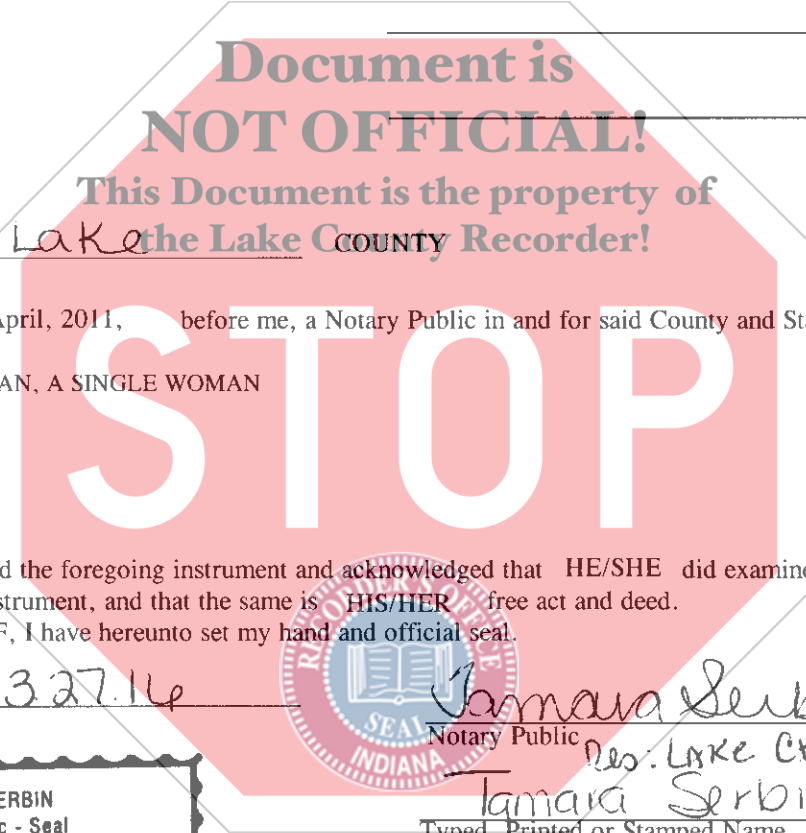 Document is
NOT OFFICIAL!
This Document is the property of
the Lake County Recorder!
Lake COUNTY
April, 2011, before me, a Notary Public in and for said County and St
AN, A SINGLE WOMAN
STOP
d the foregoing instrument and acknowledged that HE/SHE did examine
strument, and that the same is HIS/HER free act and deed.
F, I have hereunto set my hand and official seal.
RECORDER'S OFFICE
SEAL
INDIANA
3.27.16
Tamara Serb
Notary Public
Res: LAKE
Tamara Serbi
ERBIN
c - Seal
Typed, Printed or Stamped Name